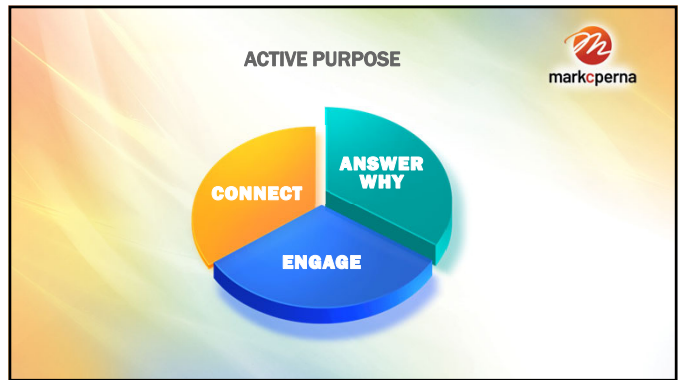 ACTIVE PURPOSE
markcperna
CONNECT
ANSWER
WHY
ENGAGE